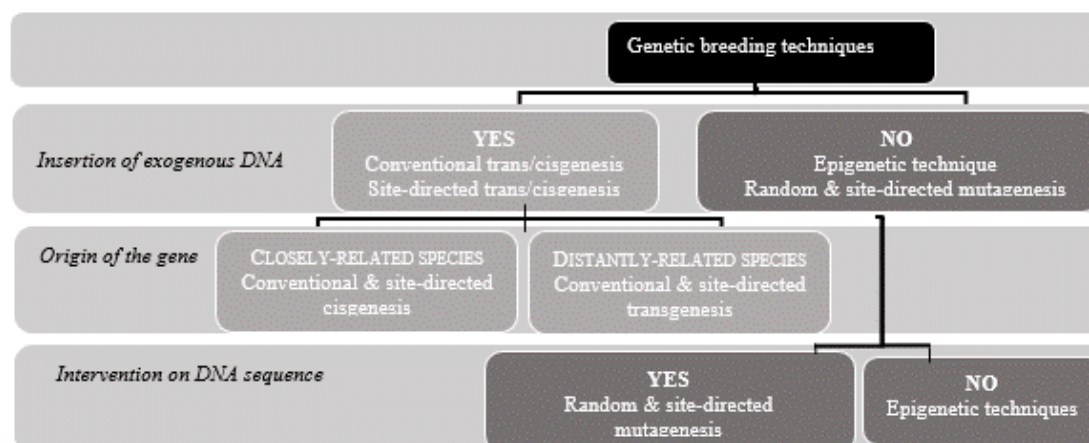 Genetic breeding techniques
Insertion of exogenous DNA
YES
Conventional trans/cisgenesis
Site-directed trans/cisgenesis
NO
Epigenetic technique
Random & site-directed mutagenesis
Origin of the gene
CLOSELY-RELATED SPECIES
Conventional & site-directed
cisgenesis
DISTANTLY-RELATED SPECIES
Conventional & site-directed
transgenesis
Intervention on DNA sequence
YES
Random & site-directed
mutagenesis
NO
Epigenetic techniques